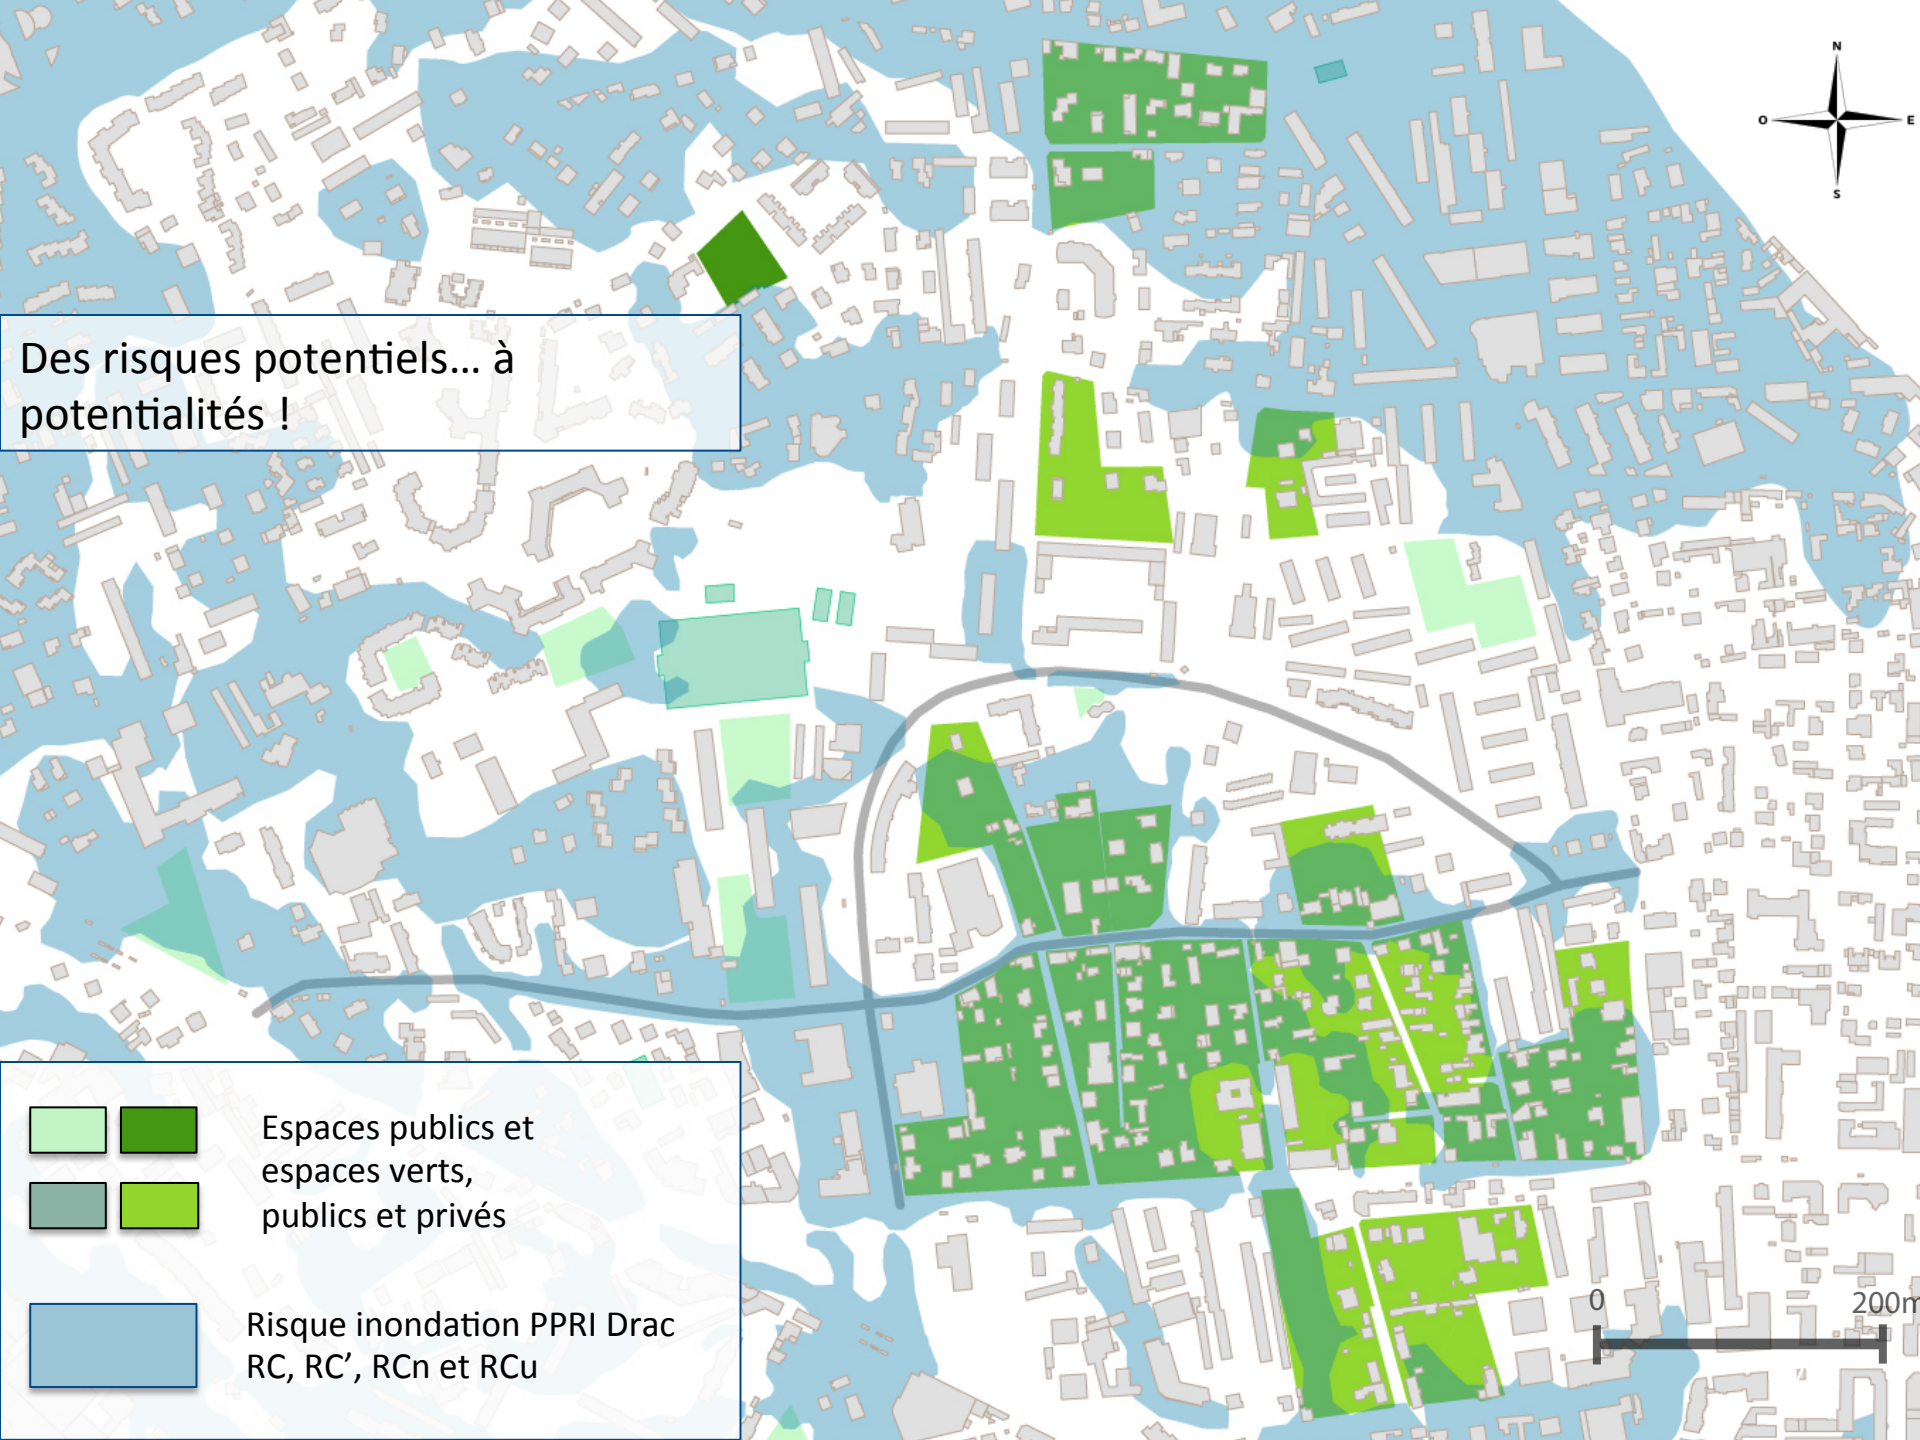 N
O
E
S
Des risques potentiels... à
potentialités !
Espaces publics et
espaces verts,
publics et privés
Risque inondation PPRI Drac
RC, RC’, RCn et RCu
0
200m